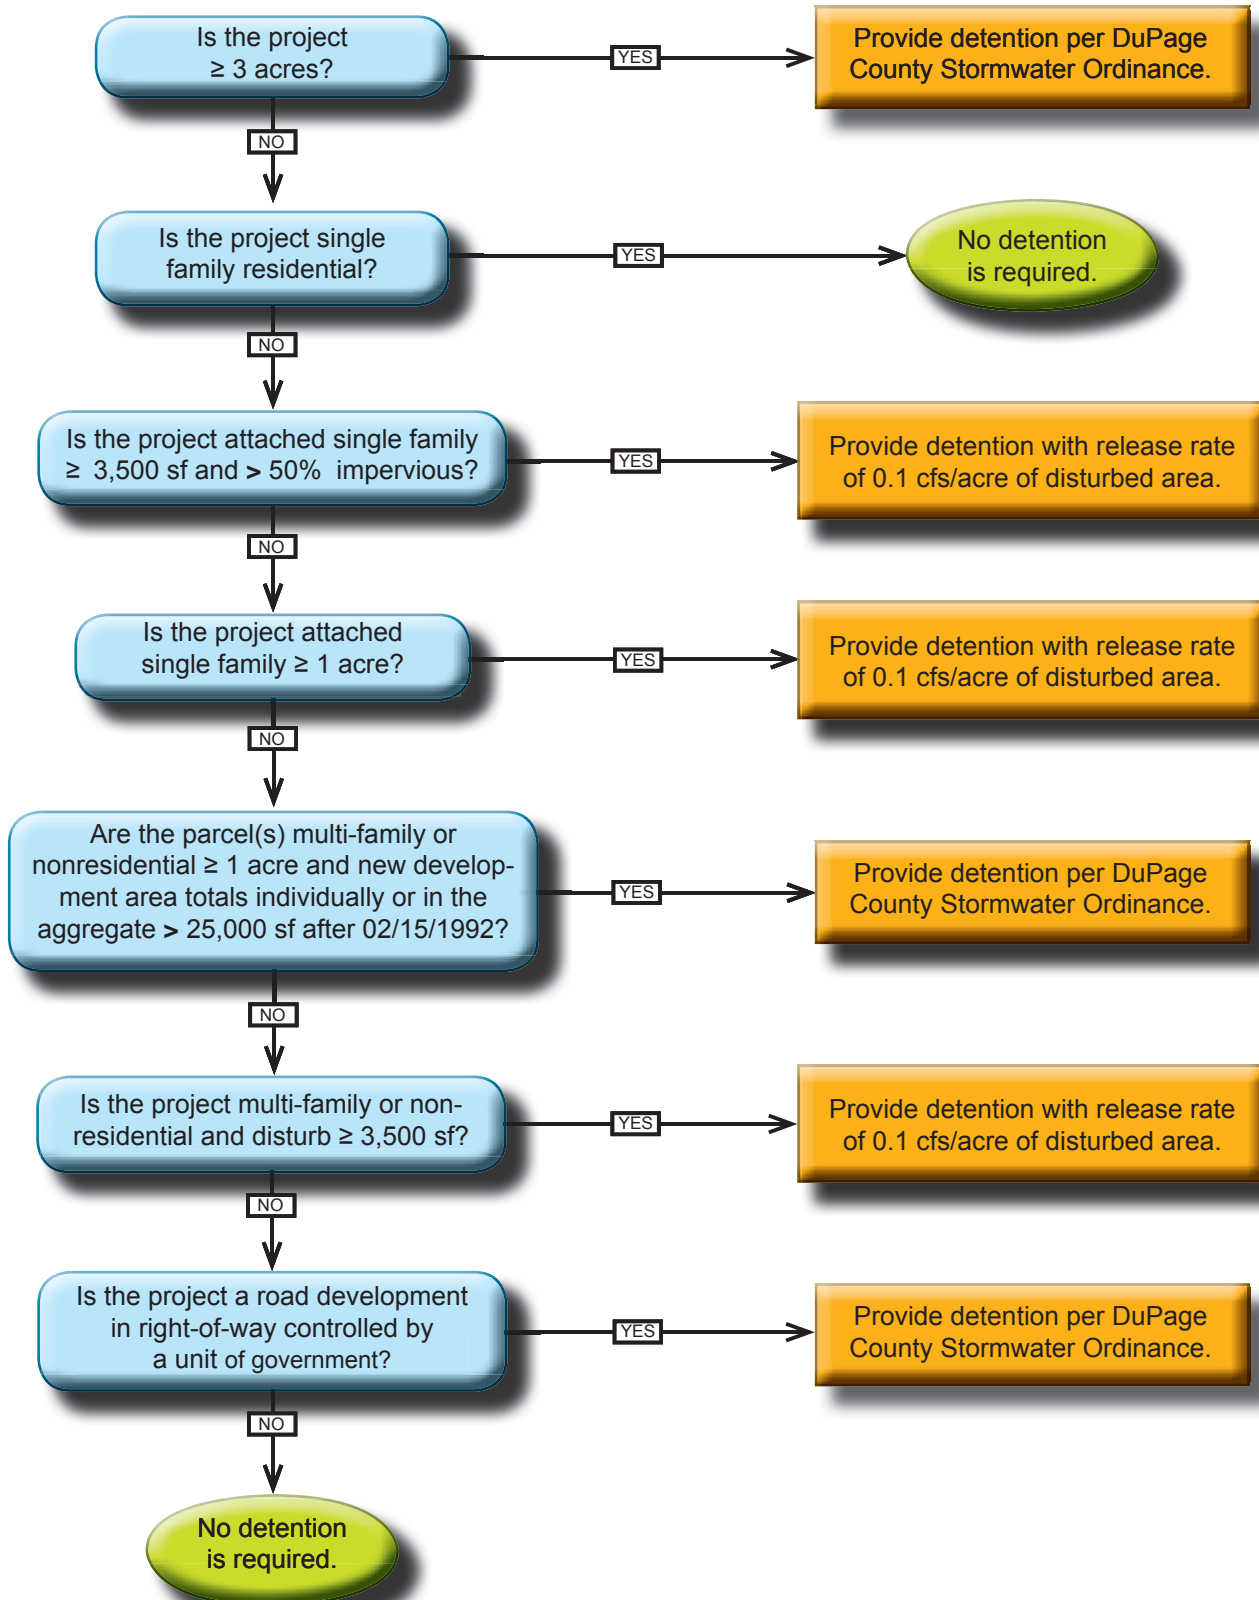 Is the project
≥ 3 acres?
YES
Provide detention per DuPage
County Stormwater Ordinance.
NO
Is the project single
family residential?
YES
No detention
is required.
NO
Is the project attached single family
≥ 3,500 sf and > 50% impervious?
YES
Provide detention with release rate
of 0.1 cfs/acre of disturbed area.
NO
Is the project attached
single family ≥ 1 acre?
YES
Provide detention with release rate
of 0.1 cfs/acre of disturbed area.
NO
Are the parcel(s) multi-family or
nonresidential ≥ 1 acre and new develop-
ment area totals individually or in the
aggregate > 25,000 sf after 02/15/1992?
YES
Provide detention per DuPage
County Stormwater Ordinance.
NO
Is the project multi-family or non-
residential and disturb ≥ 3,500 sf?
YES
Provide detention with release rate
of 0.1 cfs/acre of disturbed area.
NO
Is the project a road development
in right-of-way controlled by
a unit of government?
YES
Provide detention per DuPage
County Stormwater Ordinance.
NO
No detention
is required.